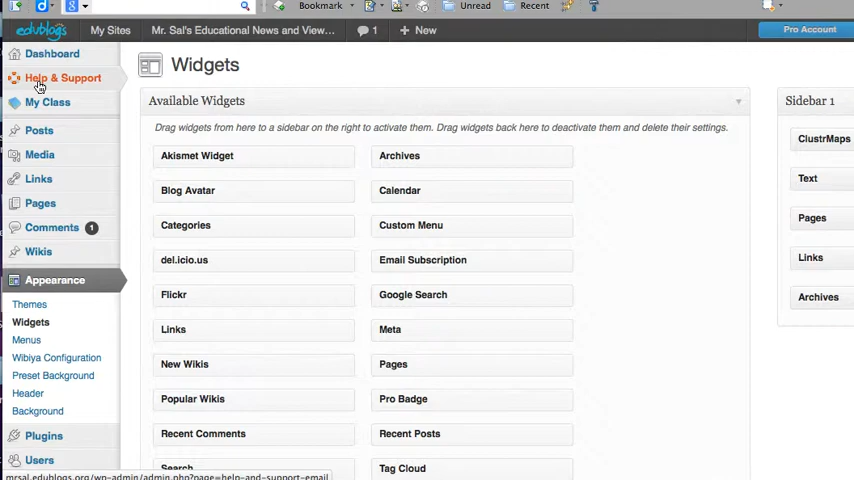 Bookmark
Unread
Recent
edublogs
My Sites
Mr. Sal's Educational News and View…
1
+ New
Pro Account
Dashboard
Help & Support
My Class
Posts
Media
Links
Pages
Comments 1
Wikis
Appearance
Themes
Widgets
Menus
Wibiya Configuration
Preset Background
Header
Background
Plugins
Users
mrsal.edublogs.org/wp-admin/admin.php?page=help-and-support-email
Widgets
Available Widgets
Drag widgets from here to a sidebar on the right to activate them. Drag widgets back here to deactivate them and delete their settings.
Akismet Widget
Archives
Blog Avatar
Calendar
Categories
Custom Menu
del.icio.us
Email Subscription
Flickr
Google Search
Links
Meta
New Wikis
Pages
Popular Wikis
Pro Badge
Recent Comments
Recent Posts
Search
Tag Cloud
Sidebar 1
ClustrMaps
Text
Pages
Links
Archives